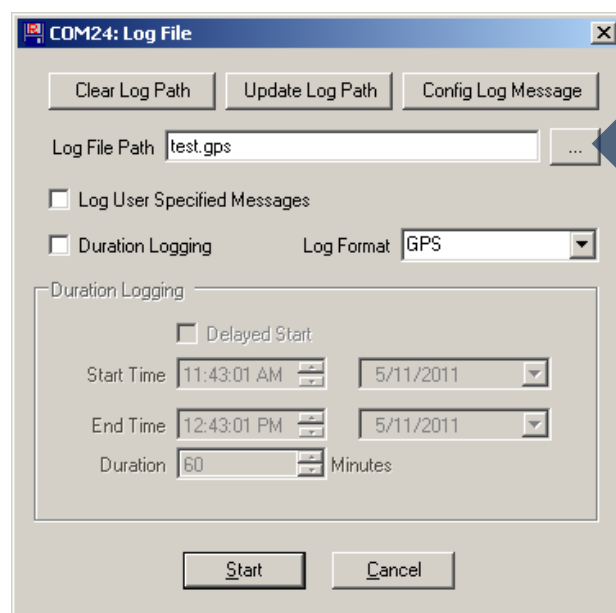 COM24: Log File
Clear Log Path Update Log Path Config Log Message
Log File Path test.gps ...
Log User Specified Messages
Duration Logging Log Format GPS
Duration Logging
Delayed Start
Start Time 11:43:01 AM 5/11/2011
End Time 12:43:01 PM 5/11/2011
Duration 60 Minutes
Start Cancel